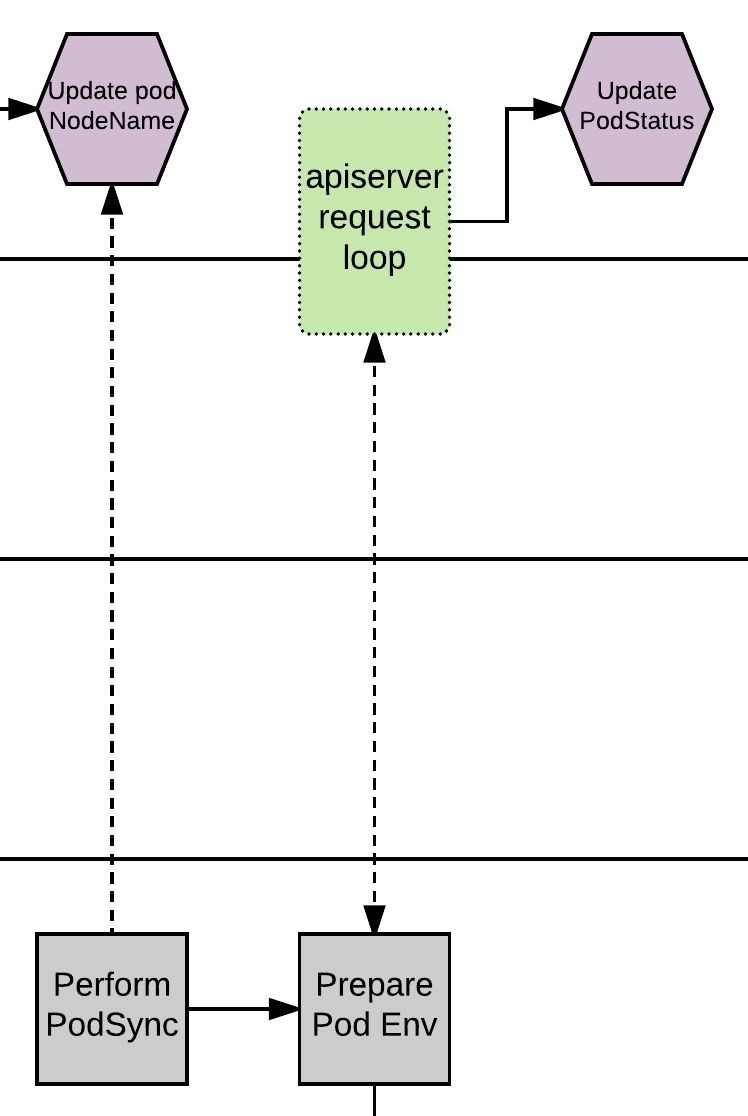 Update pod
NodeName
apiserver
request
loop
Update
PodStatus
Perform
PodSync
Prepare
Pod Env